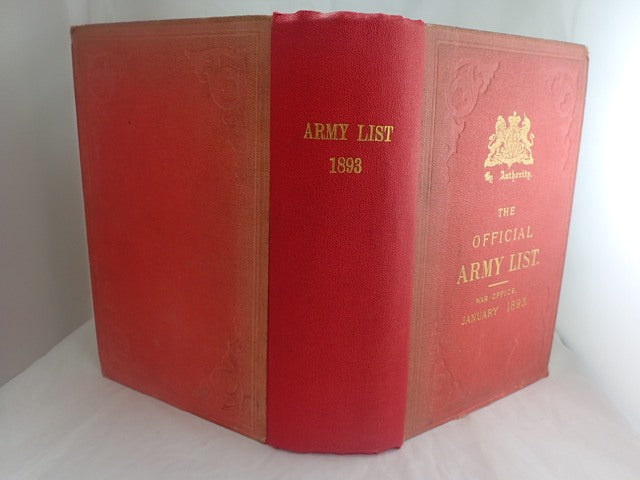 ARMY LIST
1893
By Authority.
THE
OFFICIAL
ARMY LIST.
WAR OFFICE,
JANUARY 1893.